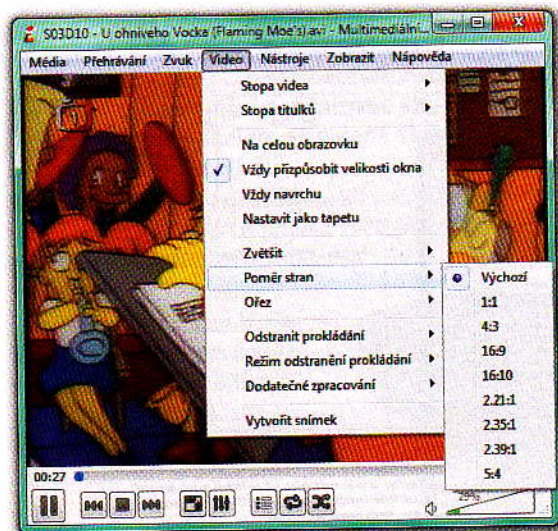 S03D10 - U ohniveho Vocka (Flaming Moe's).avi - Multimediální...
Média Přehrávání Zvuk Video Nástroje Zobrazit Nápověda
Stopa videa
Stopa titulků
Na celou obrazovku
Vždy přizpůsobit velikosti okna
Vždy navrchu
Nastavit jako tapetu
Zvětšit
Poměr stran
Ořez
Odstranit prokládání
Režim odstranění prokládání
Dodatečné zpracování
Vytvořit snímek
Výchozí
1:1
4:3
16:9
16:10
2.21:1
2.35:1
2.39:1
5:4
00:27